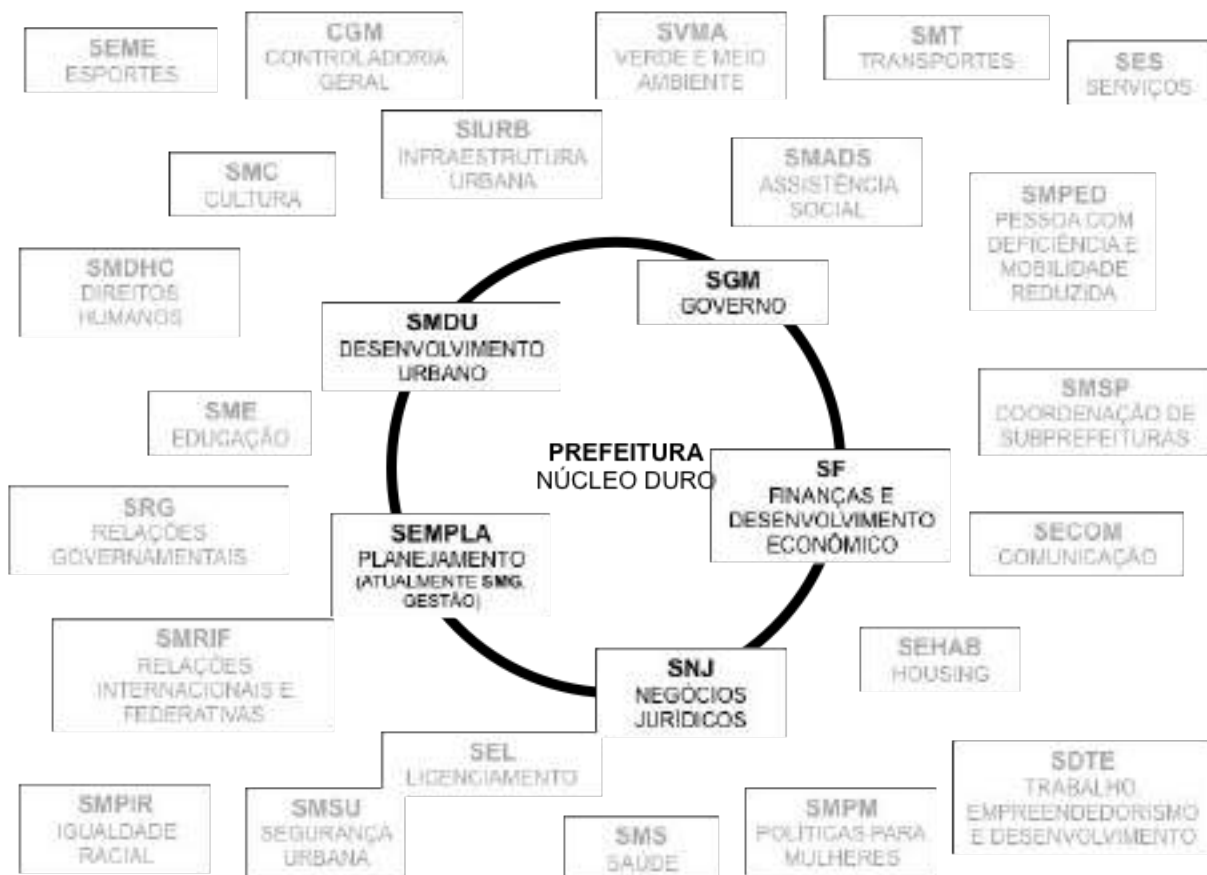 SEME
ESPORTES
CGM
CONTROLADORIA
GERAL
SVMA
VERDE E MEIO
AMBIENTE
SMT
TRANSPORTES
SES
SERVIÇOS
SIURB
INFRAESTRUTURA
URBANA
SMC
CULTURA
SMADS
ASSISTÊNCIA
SOCIAL
SMPED
PESSOA COM
DEFICIÊNCIA E
MOBILIDADE
REDUZIDA
SMDHC
DIREITOS
HUMANOS
SGM
GOVERNO
SMDU
DESENVOLVIMENTO
URBANO
SME
EDUCAÇÃO
SMSP
COORDENAÇÃO DE
SUBPREFEITURAS
PREFEITURA
NÚCLEO DURO
SF
FINANÇAS E
DESENVOLVIMENTO
ECONÔMICO
SRG
RELAÇÕES
GOVERNAMENTAIS
SEMPLA
PLANEJAMENTO
(ATUALMENTE SMG,
GESTÃO)
SECOM
COMUNICAÇÃO
SMRIF
RELAÇÕES
INTERNACIONAIS E
FEDERATIVAS
SNJ
NEGÓCIOS
JURÍDICOS
SEHAB
HOUSING
SEL
LICENCIAMENTO
SDTE
TRABALHO,
EMPREENDEDORISMO
E DESENVOLVIMENTO
SMPIR
IGUALDADE
RACIAL
SMSU
SEGURANÇA
URBANA
SMS
SAÚDE
SMPM
POLÍTICAS PARA
MULHERES